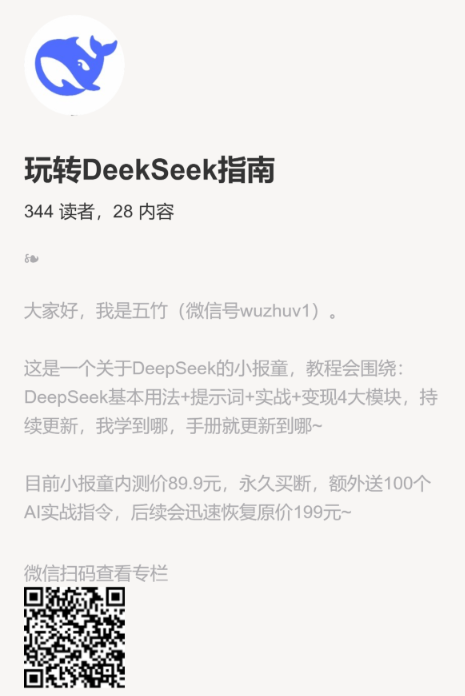 玩转DeekSeek指南
344 读者，28 内容
大家好，我是五竹（微信号wuzhuv1）。
这是一个关于DeepSeek的小报童，教程会围绕：
DeepSeek基本用法+提示词+实战+变现4大模块，持
续更新，我学到哪，手册就更新到哪~
目前小报童内测价89.9元，永久买断，额外送100个
AI实战指令，后续会迅速恢复原价199元~
微信扫码查看专栏